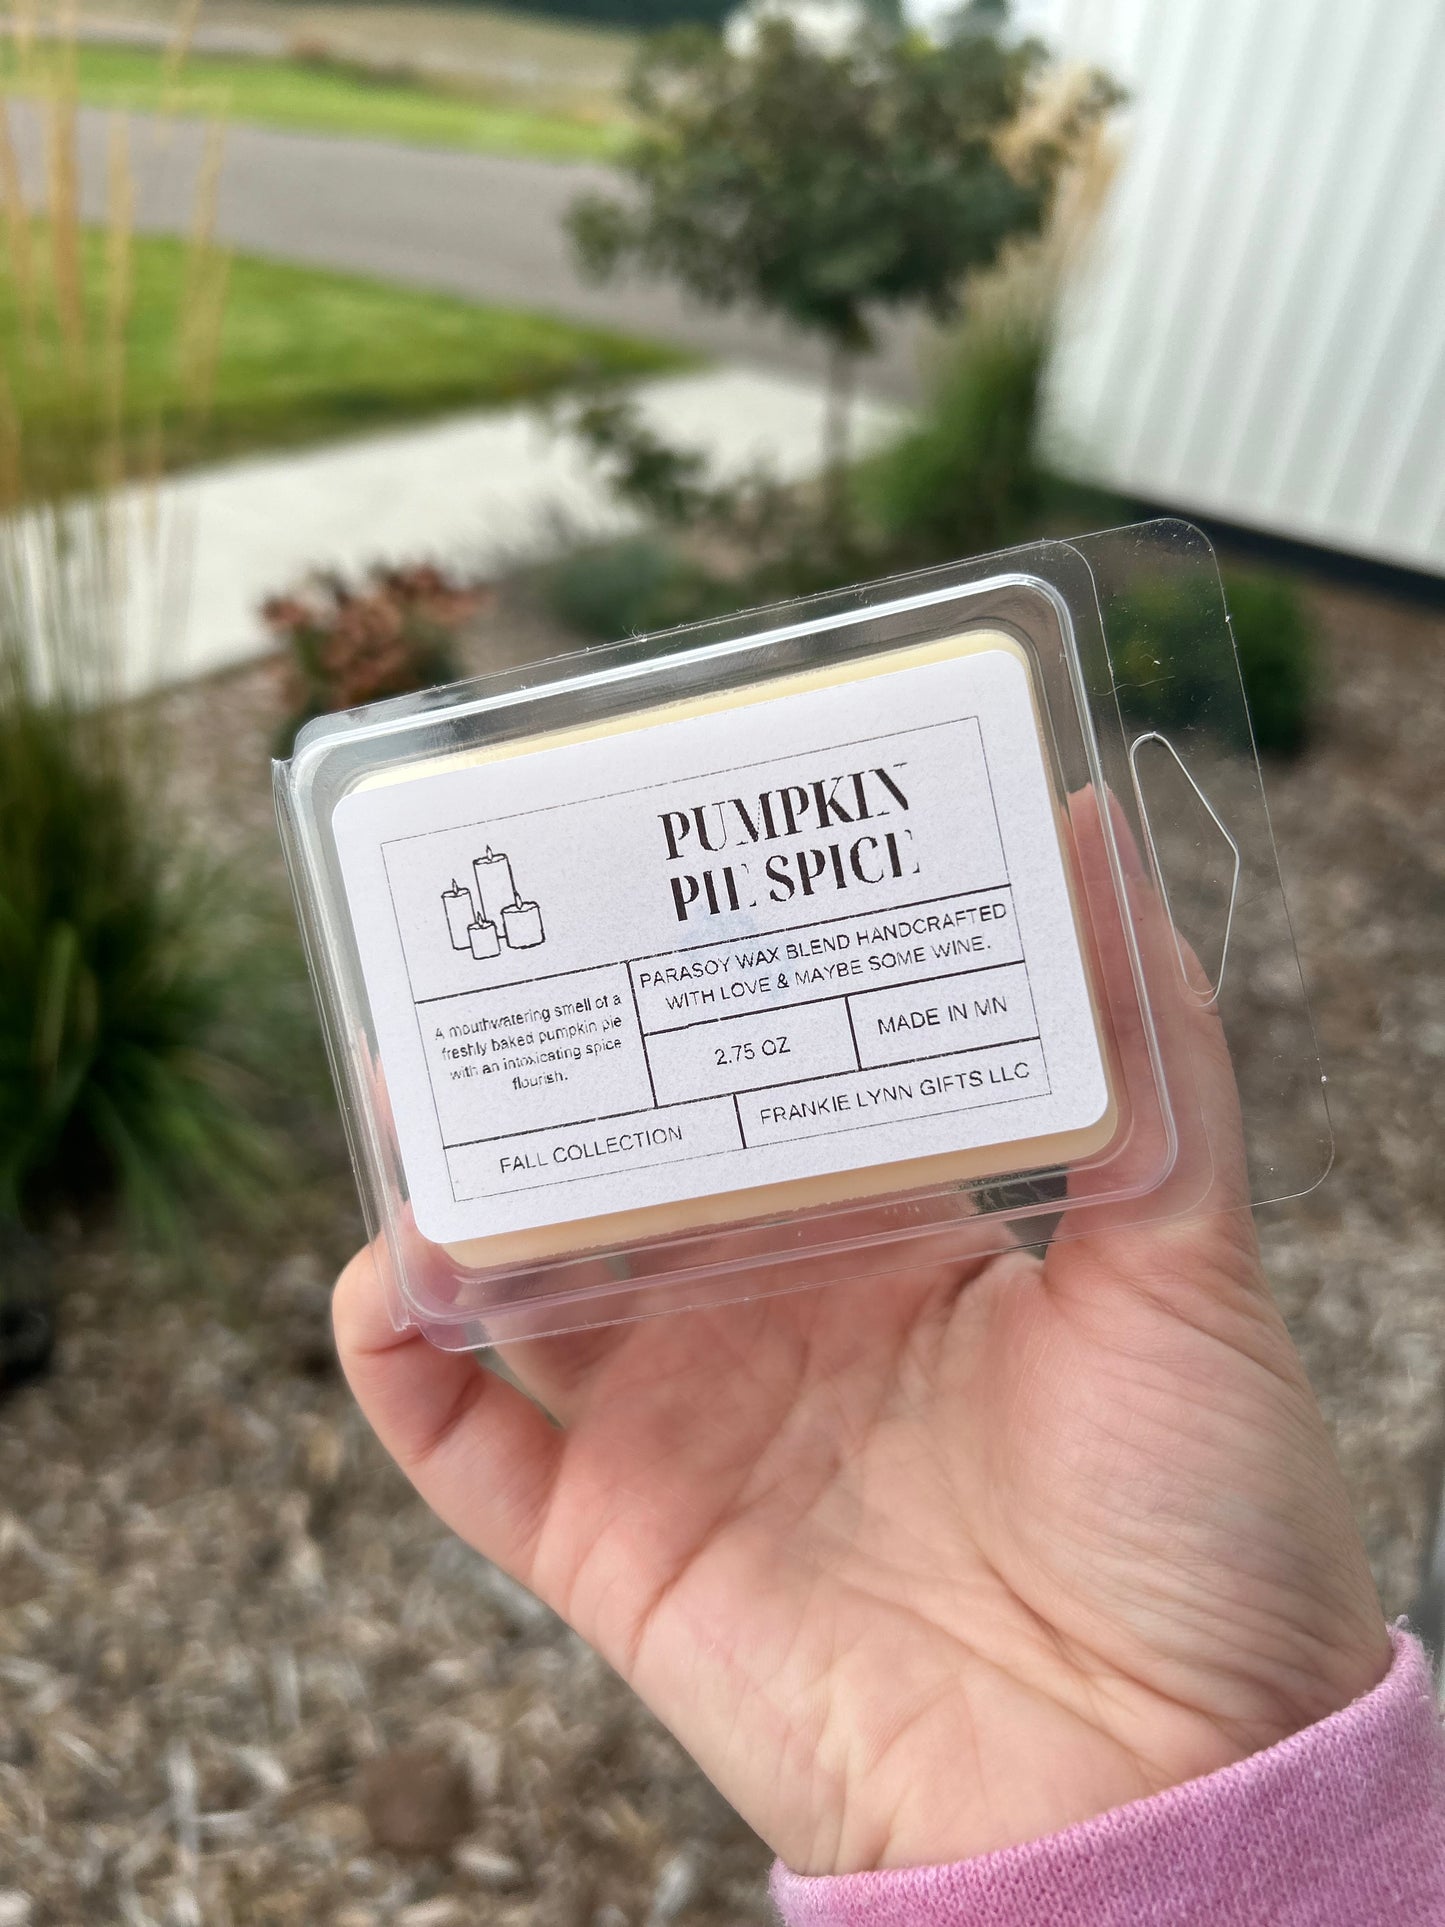 PUMPKIN
PIE SPICE
PARASOY WAX BLEND HANDCRAFTED
WITH LOVE & MAYBE SOME WINE.
A mouthwatering smell of a
freshly baked pumpkin pie
with an intoxicating spice
flourish.
2.75 OZ
MADE IN MN
FALL COLLECTION
FRANKIE LYNN GIFTS LLC